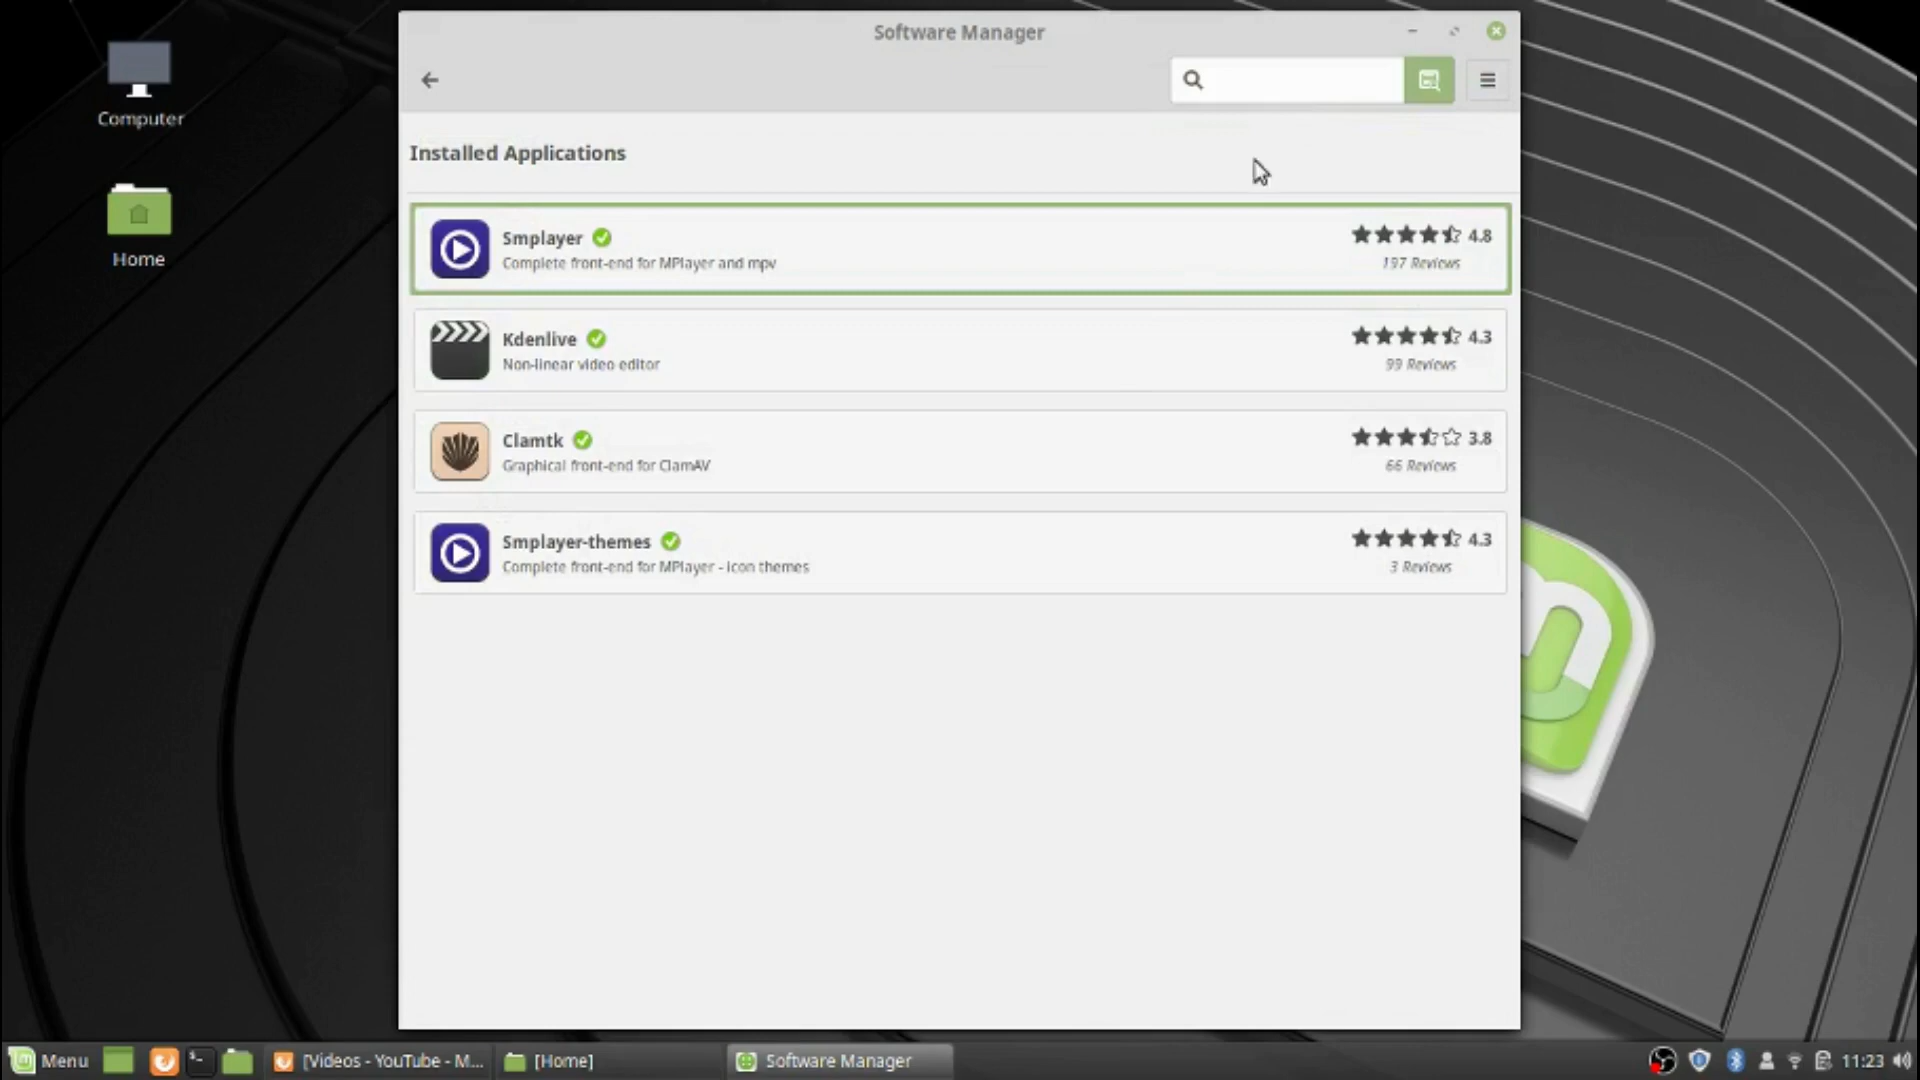 Software Manager
Computer
Home
Installed Applications
Smplayer
Complete front-end for MPlayer and mpv
4.8
197 Reviews
Kdenlive
Non-linear video editor
4.3
99 Reviews
Clamtk
Graphical front-end for ClamAV
3.8
66 Reviews
Smplayer-themes
Complete front-end for MPlayer - icon themes
4.3
3 Reviews
Menu
[Videos - YouTube - M...
[Home]
Software Manager
11:23